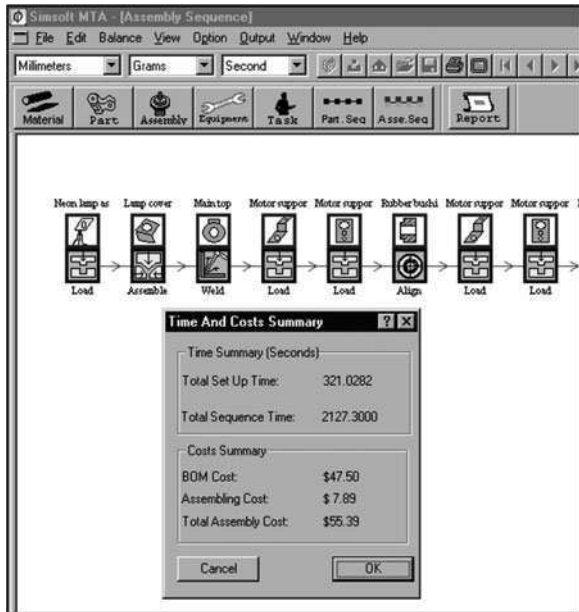 Simsoft MTA - [Assembly Sequence]
File Edit Balance View Option Output Window Help
Millimeters Grams Second
Material Part Assembly Equipment Task Part.Seq Asse.Seq Report
Neon lamp as Lamp cover Main top Motor suppor Motor suppor Rubber bushi Motor suppor Motor suppor
Load Assemble Weld Load Load Align Load Load
Time And Costs Summary
Time Summary (Seconds)
Total Set Up Time: 321.0282
Total Sequence Time: 2127.3000
Costs Summary
BOM Cost: $47.50
Assembling Cost: $ 7.89
Total Assembly Cost: $55.39
Cancel OK